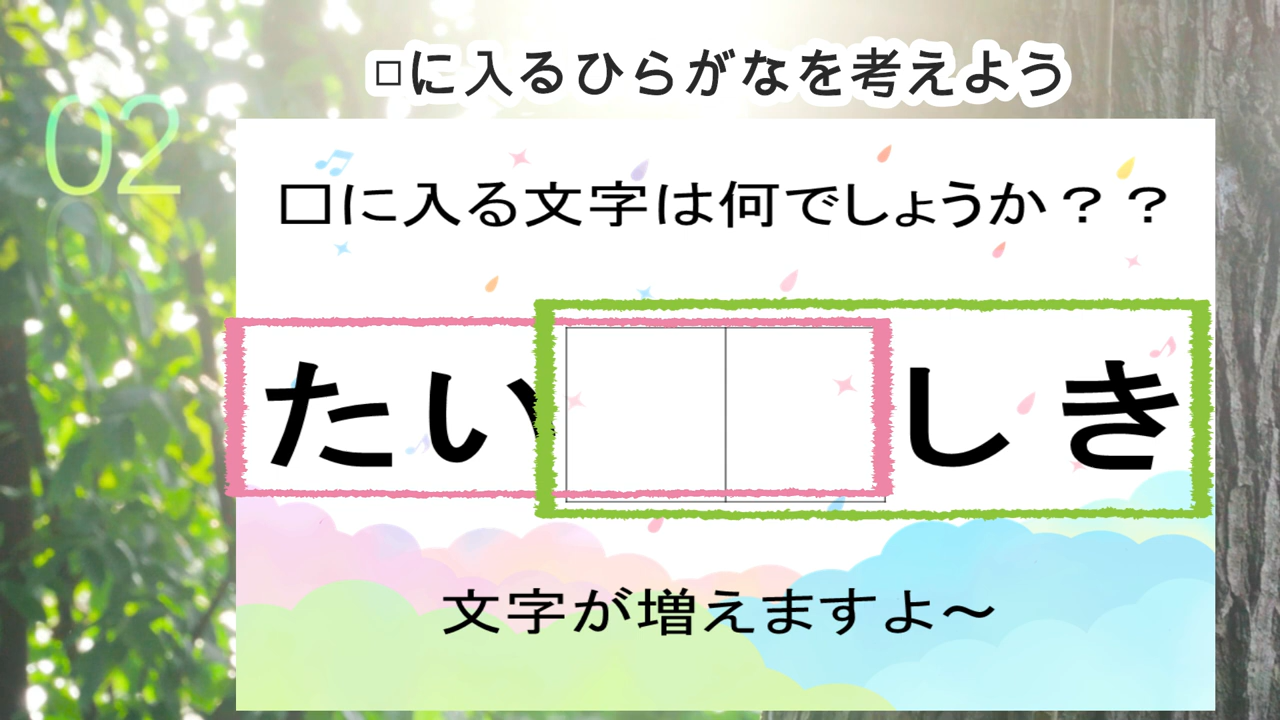 □に入るひらがなを考えよう
02
□に入る文字は何でしょうか？？
たい□□しき
文字が増えますよ～